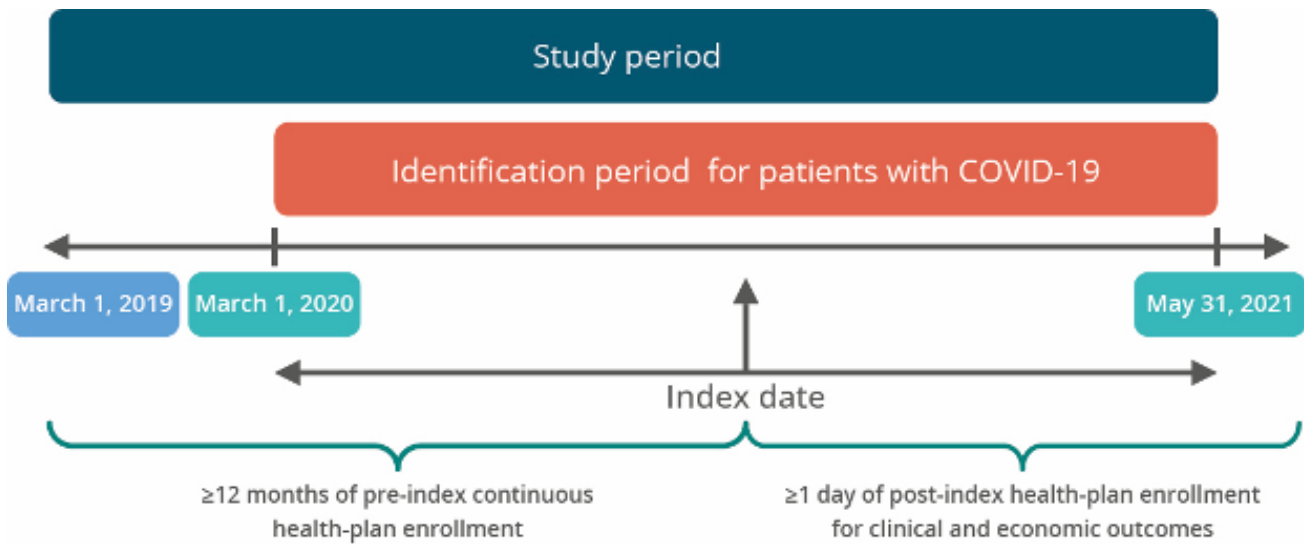 Study period
Identification period for patients with COVID-19
March 1, 2019
March 1, 2020
May 31, 2021
Index date
≥12 months of pre-index continuous
health-plan enrollment
≥1 day of post-index health-plan enrollment
for clinical and economic outcomes